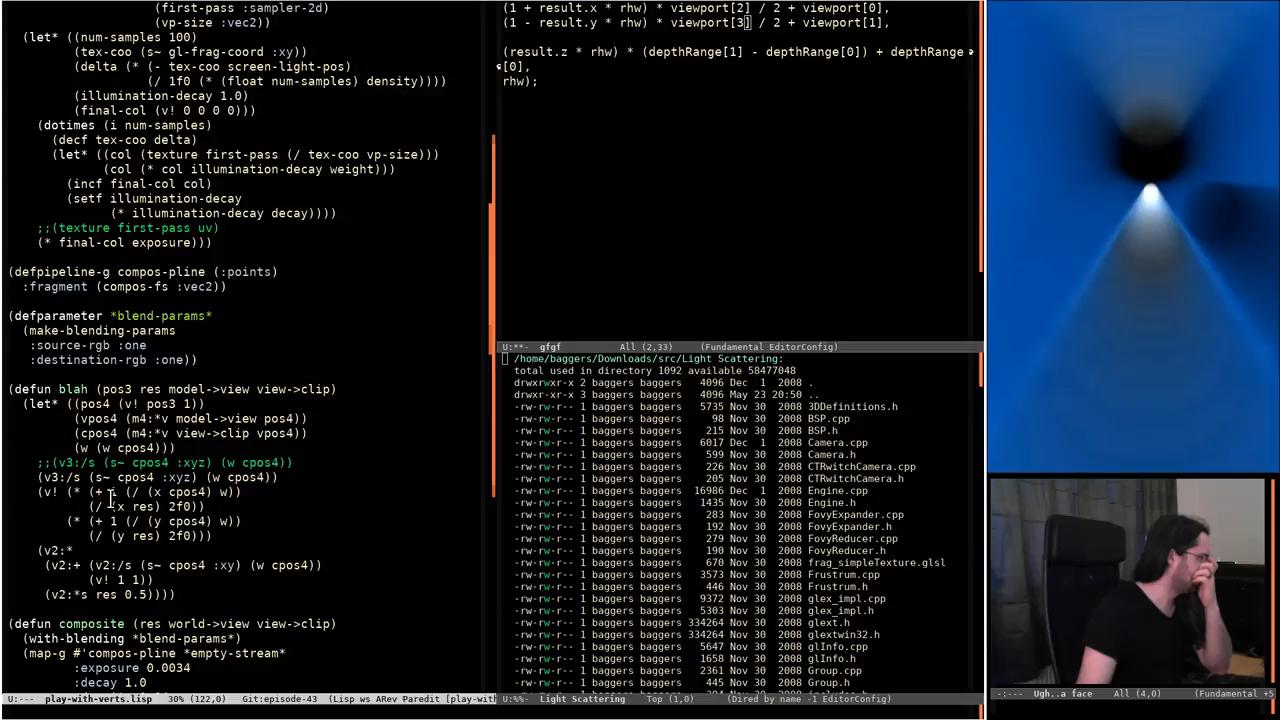 (first-pass :sampler-2d)
(vp-size :vec2))
(let* ((num-samples 100)
(tex-coo (s~ gl-frag-coord :xy))
(delta (* (- tex-coo screen-light-pos)
(/ 1f0 (* (float num-samples) density))))
(illumination-decay 1.0)
(final-col (v! 0 0 0 0)))
(dotimes (i num-samples)
(decf tex-coo delta)
(let* ((col (texture first-pass (/ tex-coo vp-size)))
(col (* col illumination-decay weight)))
(incf final-col col)
(setf illumination-decay
(* illumination-decay decay))))
;;(texture first-pass uv)
(* final-col exposure)))
(defpipeline-g compos-pline (:points)
:fragment (compos-fs :vec2))
(defparameter *blend-params*
(make-blending-params
:source-rgb :one
:destination-rgb :one))
(defun blah (pos3 res model->view view->clip)
(let* ((pos4 (v! pos3 1))
(vpos4 (m4:*v model->view pos4))
(cpos4 (m4:*v view->clip vpos4))
(w (w cpos4)))
;;(v3:/s (s~ cpos4 :xyz) (w cpos4))
(v3:/s (s~ cpos4 :xyz) (w cpos4))
(v! (* (+ (/ (x cpos4) w))
(/ x res) 2f0))
(* (+ 1 (/ (y cpos4) w))
(/ (y res) 2f0)))
(v2:*
(v2:+ (v2:/s (s~ cpos4 :xy) (w cpos4))
(v! 1 1))
(v2:*s res 0.5))))
(defun composite (res world->view view->clip)
(with-blending *blend-params*)
(map-g #'compos-pline *empty-stream*
:exposure 0.0034
:decay 1.0
U:--- play-with-verts.lisp 30% (122,0) Git:episode-43 (Lisp ws ARev Paredit [play-wit
(1 + result.x * rhw) * viewport[2] / 2 + viewport[0],
(1 - result.y * rhw) * viewport[3] / 2 + viewport[1],
(result.z * rhw) * (depthRange[1] - depthRange[0]) + depthRange
[0],
rhw);
U:**- gfgf All (2,33) (Fundamental EditorConfig)
/home/baggers/Downloads/src/Light Scattering:
total used in directory 1092 available 58477048
drwxrwxr-x 2 baggers baggers 4096 Dec 1 2008 .
drwxr-xr-x 3 baggers baggers 4096 May 23 20:50 ..
-rw-rw-r-- 1 baggers baggers 5735 Nov 30 2008 3DDefinitions.h
-rw-rw-r-- 1 baggers baggers 98 Nov 30 2008 BSP.cpp
-rw-rw-r-- 1 baggers baggers 215 Nov 30 2008 BSP.h
-rw-rw-r-- 1 baggers baggers 6017 Dec 1 2008 Camera.cpp
-rw-rw-r-- 1 baggers baggers 599 Nov 30 2008 Camera.h
-rw-rw-r-- 1 baggers baggers 226 Nov 30 2008 CTRwitchCamera.cpp
-rw-rw-r-- 1 baggers baggers 205 Nov 30 2008 CTRwitchCamera.h
-rw-rw-r-- 1 baggers baggers 16986 Dec 1 2008 Engine.cpp
-rw-rw-r-- 1 baggers baggers 1435 Nov 30 2008 Engine.h
-rw-rw-r-- 1 baggers baggers 283 Nov 30 2008 FovyExpander.cpp
-rw-rw-r-- 1 baggers baggers 192 Nov 30 2008 FovyExpander.h
-rw-rw-r-- 1 baggers baggers 279 Nov 30 2008 FovyReducer.cpp
-rw-rw-r-- 1 baggers baggers 190 Nov 30 2008 FovyReducer.h
-rw-rw-r-- 1 baggers baggers 670 Nov 30 2008 frag_simpleTexture.glsl
-rw-rw-r-- 1 baggers baggers 3573 Nov 30 2008 Frustrum.cpp
-rw-rw-r-- 1 baggers baggers 446 Nov 30 2008 Frustrum.h
-rw-rw-r-- 1 baggers baggers 9372 Nov 30 2008 glex_impl.cpp
-rw-rw-r-- 1 baggers baggers 5303 Nov 30 2008 glex_impl.h
-rw-rw-r-- 1 baggers baggers 334264 Nov 30 2008 glext.h
-rw-rw-r-- 1 baggers baggers 334264 Nov 30 2008 glextwin32.h
-rw-rw-r-- 1 baggers baggers 5647 Nov 30 2008 glInfo.cpp
-rw-rw-r-- 1 baggers baggers 1658 Nov 30 2008 glInfo.h
-rw-rw-r-- 1 baggers baggers 2361 Nov 30 2008 Group.cpp
-rw-rw-r-- 1 baggers baggers 445 Nov 30 2008 Group.h
U:%%- Light Scattering Top (1,0) (Dired by name -1 EditorConfig)
-:--- Ugh..a face All (4,0) (Fundamental +5